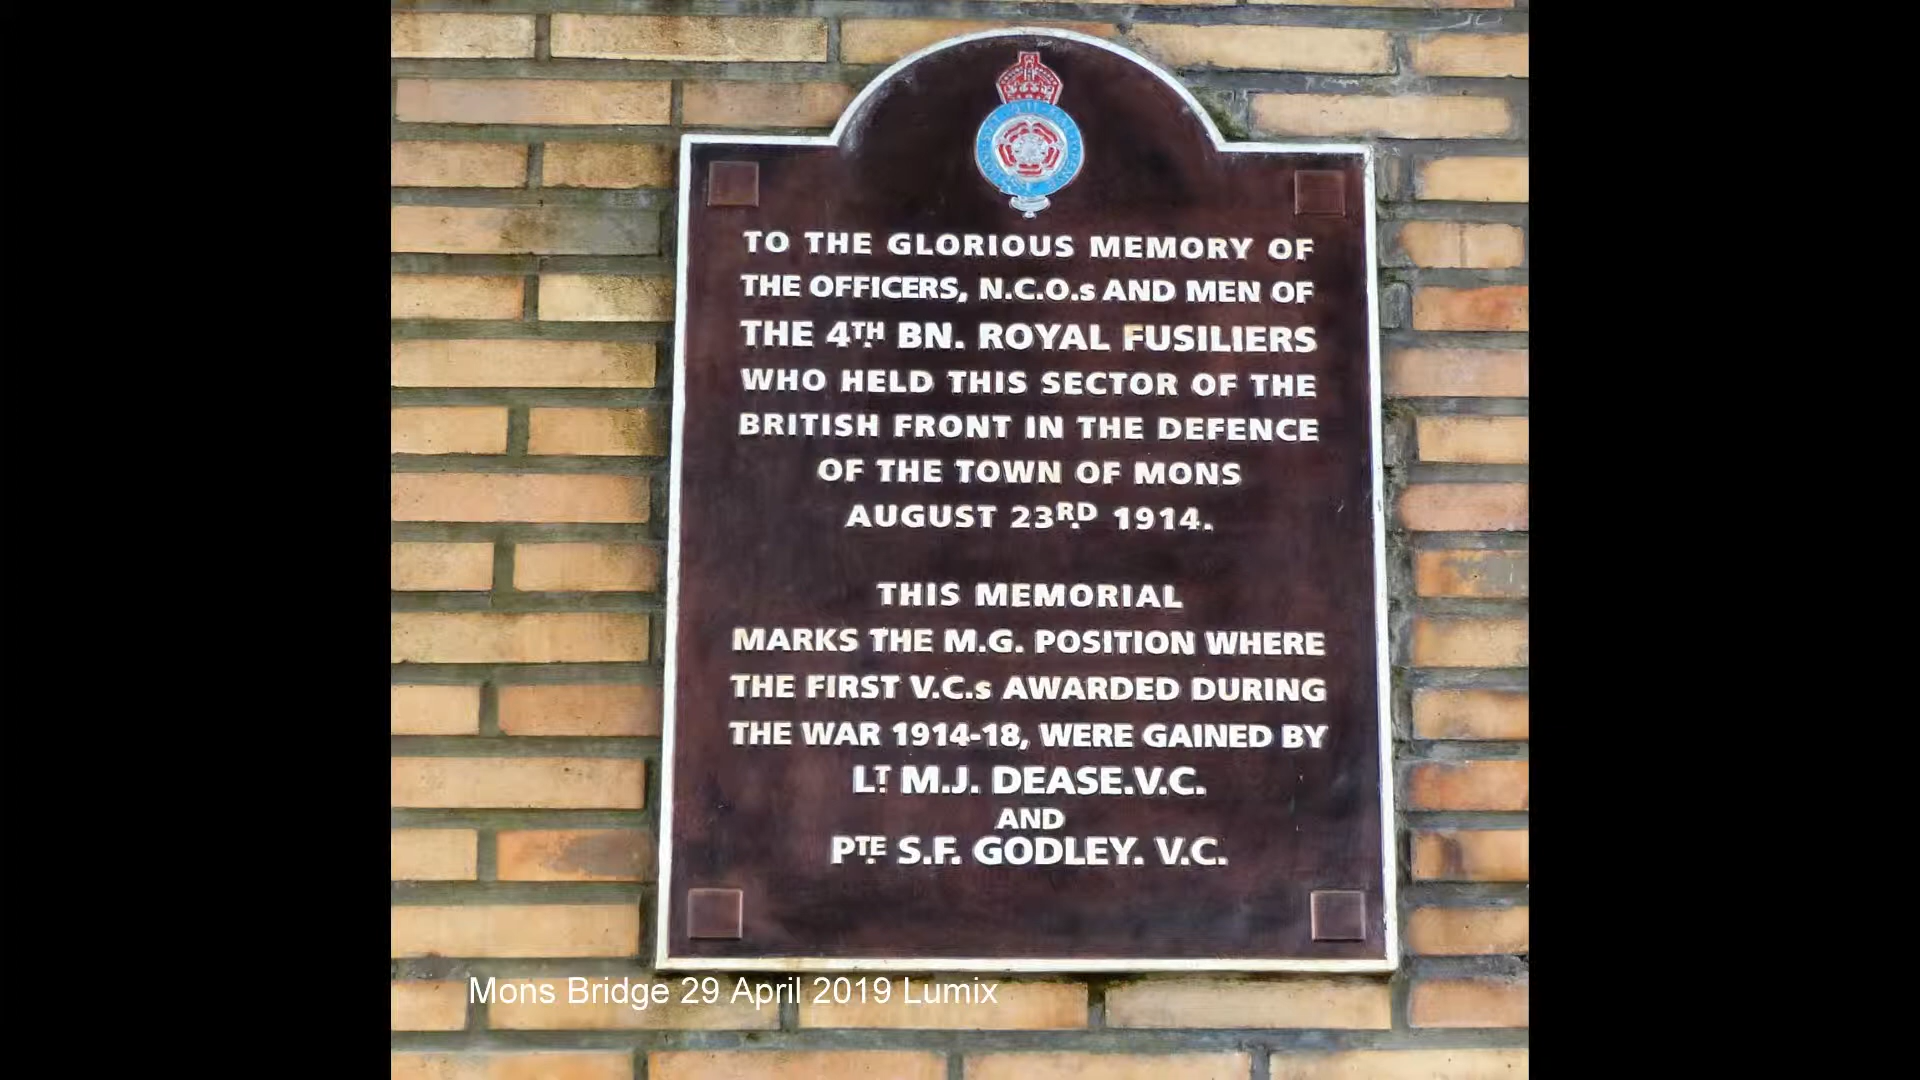 TO THE GLORIOUS MEMORY OF
THE OFFICERS, N.C.O.s AND MEN OF
THE 4TH BN. ROYAL FUSILIERS
WHO HELD THIS SECTOR OF THE
BRITISH FRONT IN THE DEFENCE
OF THE TOWN OF MONS
AUGUST 23RD 1914.
THIS MEMORIAL
MARKS THE M.G. POSITION WHERE
THE FIRST V.C.s AWARDED DURING
THE WAR 1914-18, WERE GAINED BY
LT M.J. DEASE.V.C.
AND
PTE S.F. GODLEY. V.C.
Mons Bridge 29 April 2019 Lumix